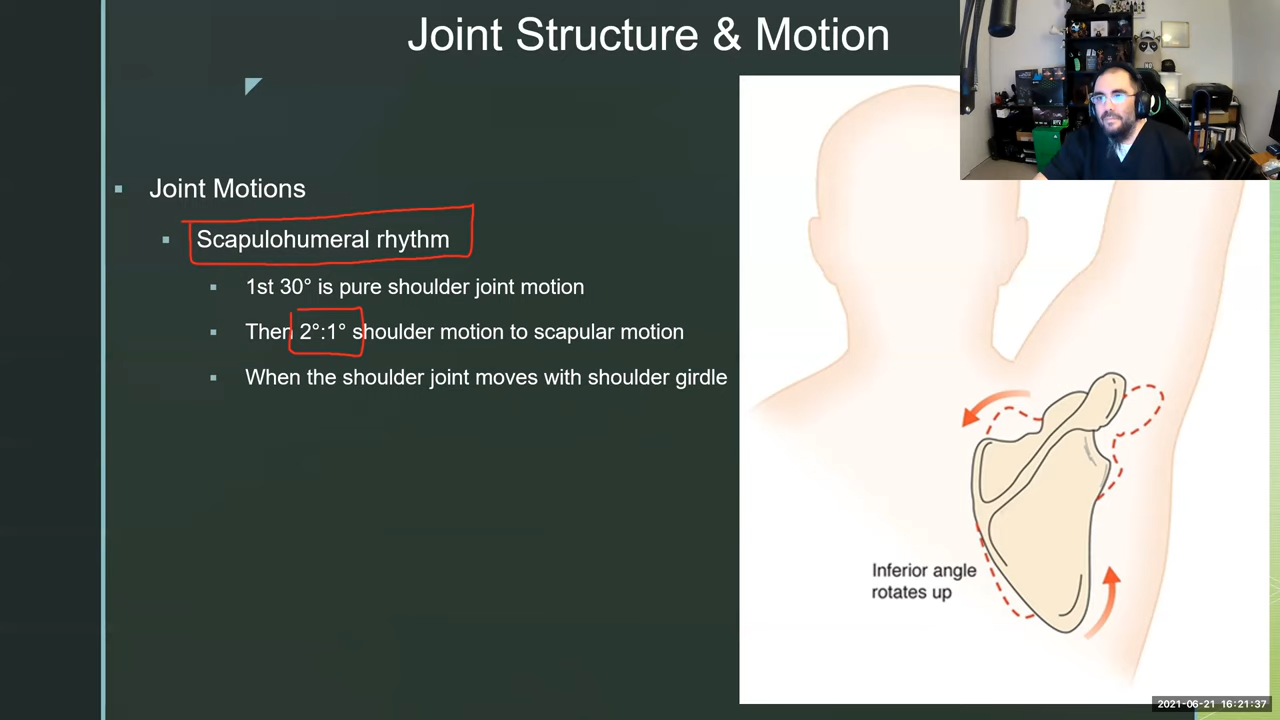 Joint Structure & Motion
Joint Motions
Scapulohumeral rhythm
1st 30° is pure shoulder joint motion
Then 2°:1° shoulder motion to scapular motion
When the shoulder joint moves with shoulder girdle
Inferior angle
rotates up
2021-06-21 16:21:37